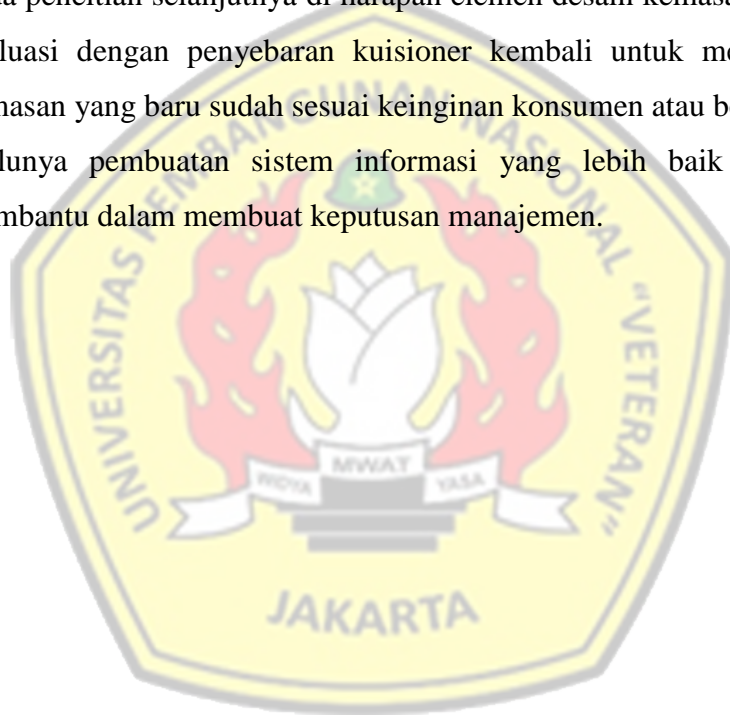 penelitian selanjutnya di harapan elemen desain kemasan
luasi dengan penyebaran kuisioner kembali untuk me
masan yang baru sudah sesuai keinginan konsumen atau be
lunya pembuatan sistem informasi yang lebih baik
mbantu dalam membuat keputusan manajemen.
UNIVERSITAS PEMBANGUNAN NASIONAL "VETERAN"
WIDYA MWAT YASA
JAKARTA